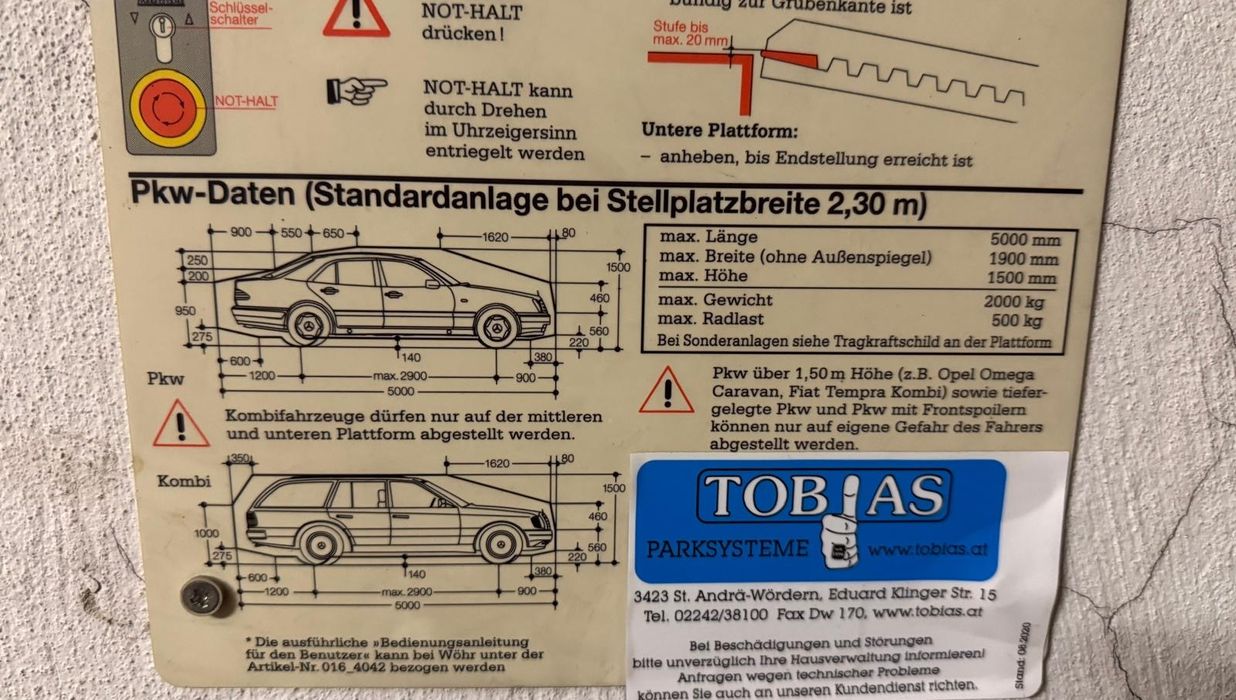 Schlüssel-
schalter
NOT-HALT
NOT-HALT
drücken!
NOT-HALT kann
durch Drehen
im Uhrzeigersinn
entriegelt werden
bündig zur Grubenkante ist
Stufe bis
max. 20 mm
Untere Plattform:
– anheben, bis Endstellung erreicht ist
Pkw-Daten (Standardanlage bei Stellplatzbreite 2,30 m)
900 550 650 1620 80
250
200
950
275
1500
460
560
220
600 140 380
1200 max. 2900 900
5000
Pkw
max. Länge 5000 mm
max. Breite (ohne Außenspiegel) 1900 mm
max. Höhe 1500 mm
max. Gewicht 2000 kg
max. Radlast 500 kg
Bei Sonderanlagen siehe Tragkraftschild an der Plattform
Kombifahrzeuge dürfen nur auf der mittleren
und unteren Plattform abgestellt werden.
Pkw über 1,50 m Höhe (z.B. Opel Omega
Caravan, Fiat Tempra Kombi) sowie tiefer-
gelegte Pkw und Pkw mit Frontspoilern
können nur auf eigene Gefahr des Fahrers
abgestellt werden.
Kombi
350 1620 80
1000
275
1500
460
560
220
600 140 380
1200 max. 2900 900
5000
* Die ausführliche »Bedienungsanleitung
für den Benutzer« kann bei Wöhr unter der
Artikel-Nr. 016_4042 bezogen werden
TOBIAS
PARKSYSTEME www.tobias.at
3423 St. Andrä-Wördern, Eduard Klinger Str. 15
Tel. 02242/38100 Fax Dw 170, www.tobias.at
Bei Beschädigungen und Störungen
bitte unverzüglich Ihre Hausverwaltung informieren!
Anfragen wegen technischer Probleme
können Sie auch an unseren Kundendienst richten.
Stand: 06/2020